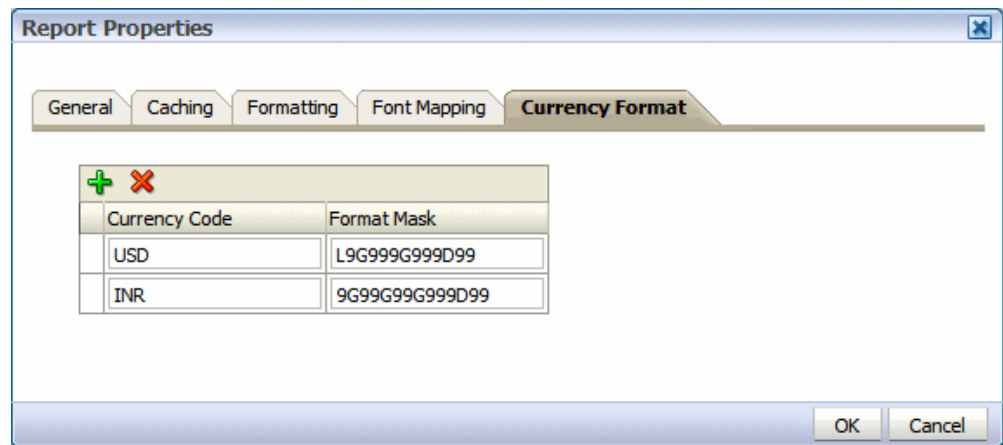 Report Properties
General Caching Formatting Font Mapping Currency Format
Currency Code Format Mask
USD L9G999G999D99
INR 9G99G99G999D99
OK Cancel